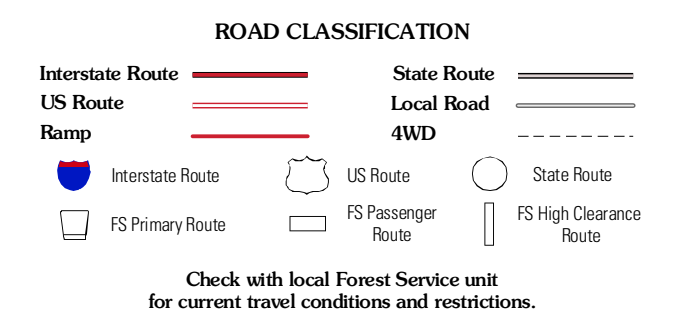 ROAD CLASSIFICATION
Interstate Route
State Route
US Route
Local Road
Ramp
4WD
Interstate Route
US Route
State Route
FS Primary Route
FS Passenger
Route
FS High Clearance
Route
Check with local Forest Service unit
for current travel conditions and restrictions.